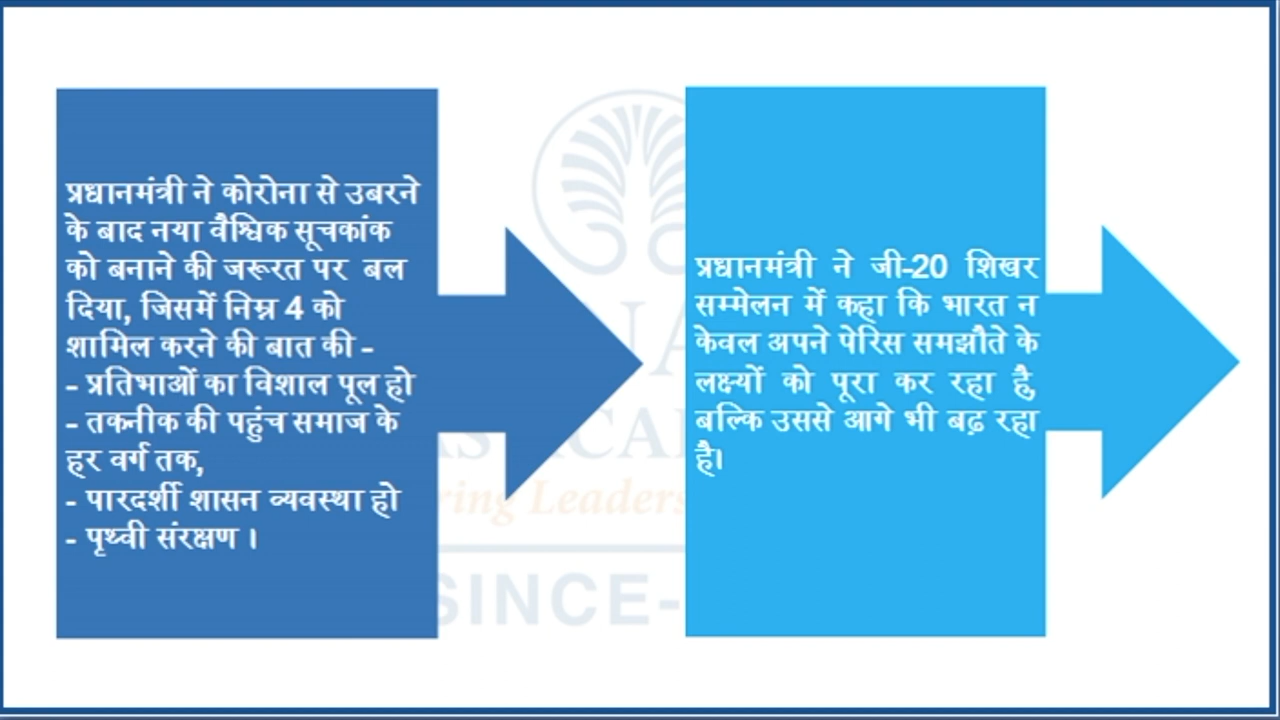 प्रधानमंत्री ने कोरोना से उबरने
के बाद नया वैश्विक सूचकांक
को बनाने की जरूरत पर बल
दिया, जिसमें निम्न 4 को
शामिल करने की बात की –
- प्रतिभाओं का विशाल पूल हो
- तकनीक की पहुंच समाज के
हर वर्ग तक,
- पारदर्शी शासन व्यवस्था हो
- पृथ्वी संरक्षण ।
प्रधानमंत्री ने जी-20 शिखर
सम्मेलन में कहा कि भारत न
केवल अपने पेरिस समझौते के
लक्ष्यों को पूरा कर रहा है,
बल्कि उससे आगे भी बढ़ रहा
है।
Leaders
SINCE-